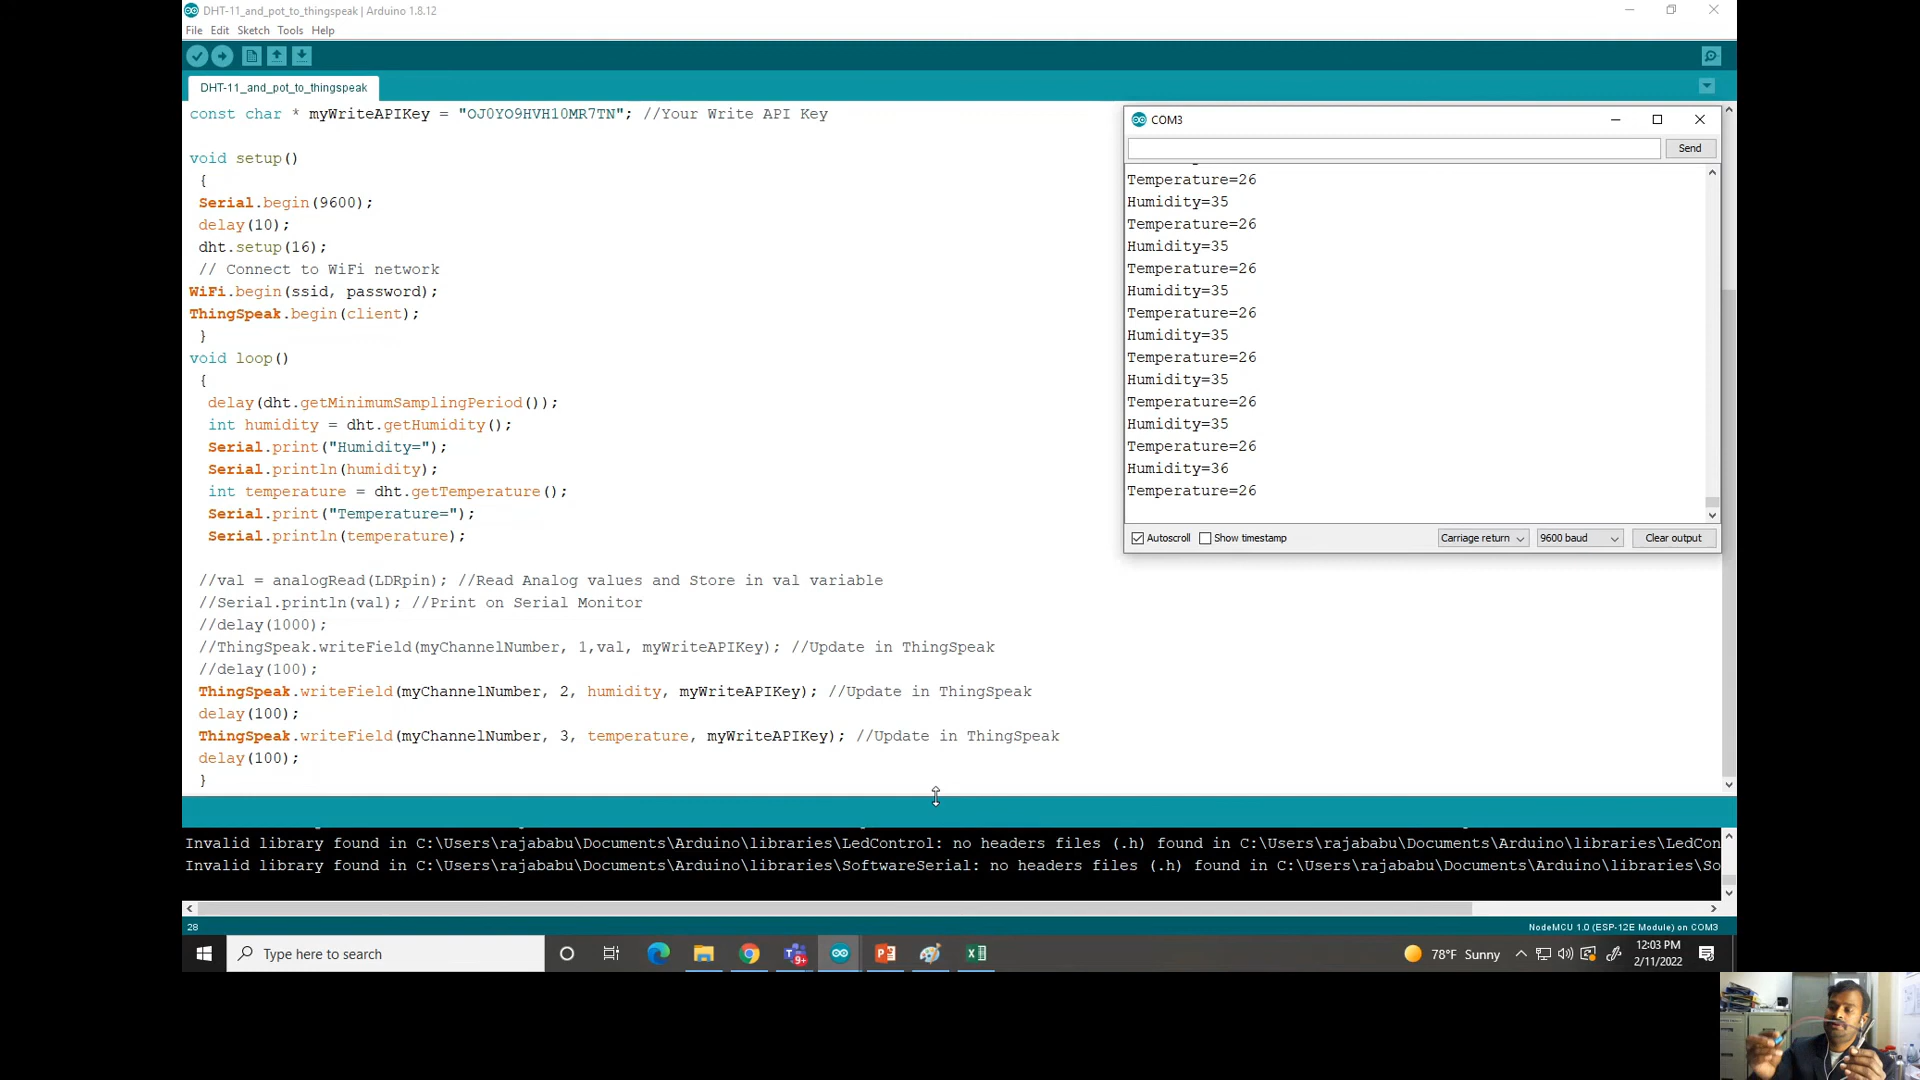 DHT-11_and_pot_to_thingspeak | Arduino 1.8.12
File Edit Sketch Tools Help
DHT-11_and_pot_to_thingspeak
const char * myWriteAPIKey = "OJ0YO9HVH10MR7TN"; //Your Write API Key
void setup()
{
Serial.begin(9600);
delay(10);
dht.setup(16);
// Connect to WiFi network
WiFi.begin(ssid, password);
ThingSpeak.begin(client);
}
void loop()
{
delay(dht.getMinimumSamplingPeriod());
int humidity = dht.getHumidity();
Serial.print("Humidity=");
Serial.println(humidity);
int temperature = dht.getTemperature();
Serial.print("Temperature=");
Serial.println(temperature);
//val = analogRead(LDRpin); //Read Analog values and Store in val variable
//Serial.println(val); //Print on Serial Monitor
//delay(1000);
//ThingSpeak.writeField(myChannelNumber, 1,val, myWriteAPIKey); //Update in ThingSpeak
//delay(100);
ThingSpeak.writeField(myChannelNumber, 2, humidity, myWriteAPIKey); //Update in ThingSpeak
delay(100);
ThingSpeak.writeField(myChannelNumber, 3, temperature, myWriteAPIKey); //Update in ThingSpeak
delay(100);
}
COM3
Send
Temperature=26
Humidity=35
Temperature=26
Humidity=35
Temperature=26
Humidity=35
Temperature=26
Humidity=35
Temperature=26
Humidity=35
Temperature=26
Humidity=35
Temperature=26
Humidity=36
Temperature=26
Autoscroll Show timestamp Carriage return 9600 baud Clear output
Invalid library found in C:\Users\rajababu\Documents\Arduino\libraries\LedControl: no headers files (.h) found in C:\Users\rajababu\Documents\Arduino\libraries\LedCon
Invalid library found in C:\Users\rajababu\Documents\Arduino\libraries\SoftwareSerial: no headers files (.h) found in C:\Users\rajababu\Documents\Arduino\libraries\So
28
NodeMCU 1.0 (ESP-12E Module) on COM3
Type here to search
9+
78°F Sunny
12:03 PM
2/11/2022